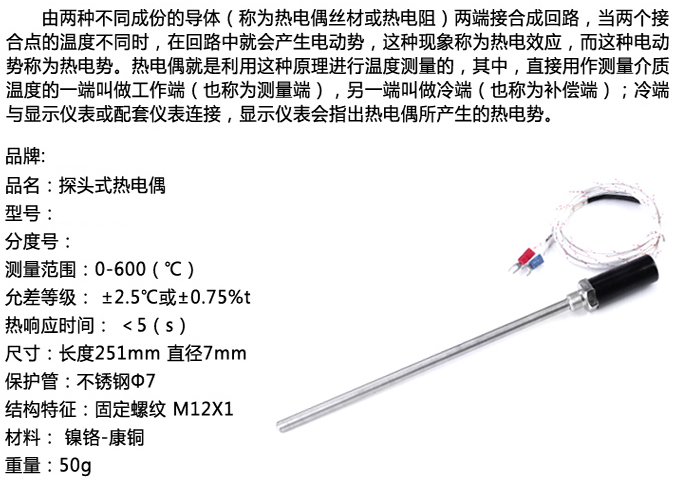 由两种不同成份的导体（称为热电偶丝材或热电阻）两端接合成回路，当两个接
合点的温度不同时，在回路中就会产生电动势，这种现象称为热电效应，而这种电动
势称为热电势。热电偶就是利用这种原理进行温度测量的，其中，直接用作测量介质
温度的一端叫做工作端（也称为测量端），另一端叫做冷端（也称为补偿端）；冷端
与显示仪表或配套仪表连接，显示仪表会指出热电偶所产生的热电势。
品牌:
品名：探头式热电偶
型号：
分度号：
测量范围：0-600（℃）
允差等级： ±2.5℃或±0.75%t
热响应时间： ＜5（s）
尺寸：长度251mm 直径7mm
保护管：不锈钢Φ7
结构特征：固定螺纹 M12X1
材料： 镍铬-康铜
重量：50g